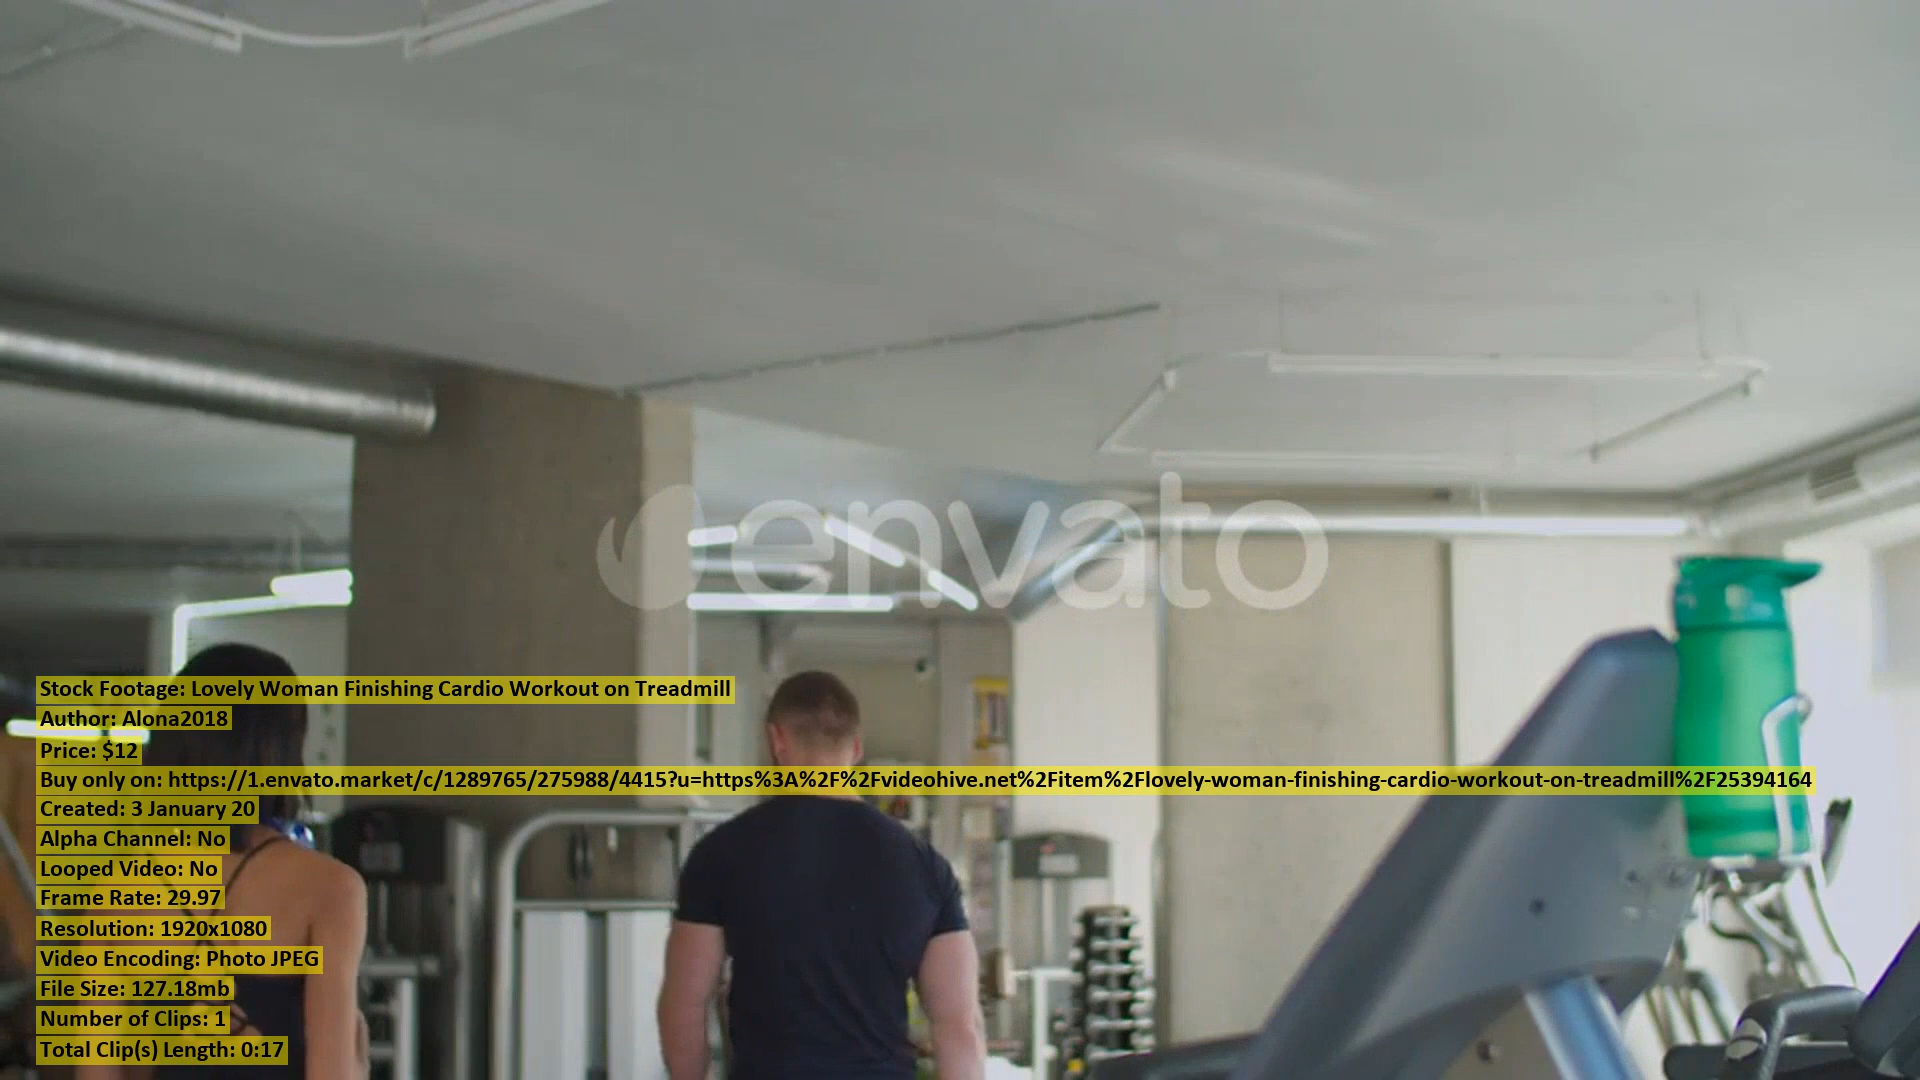 envato
Stock Footage: Lovely Woman Finishing Cardio Workout on Treadmill
Author: Alona2018
Price: $12
Buy only on: https://1.envato.market/c/1289765/275988/4415?u=https%3A%2F%2Fvideohive.net%2Fitem%2Flovely-woman-finishing-cardio-workout-on-treadmill%2F25394164
Created: 3 January 20
Alpha Channel: No
Looped Video: No
Frame Rate: 29.97
Resolution: 1920x1080
Video Encoding: Photo JPEG
File Size: 127.18mb
Number of Clips: 1
Total Clip(s) Length: 0:17